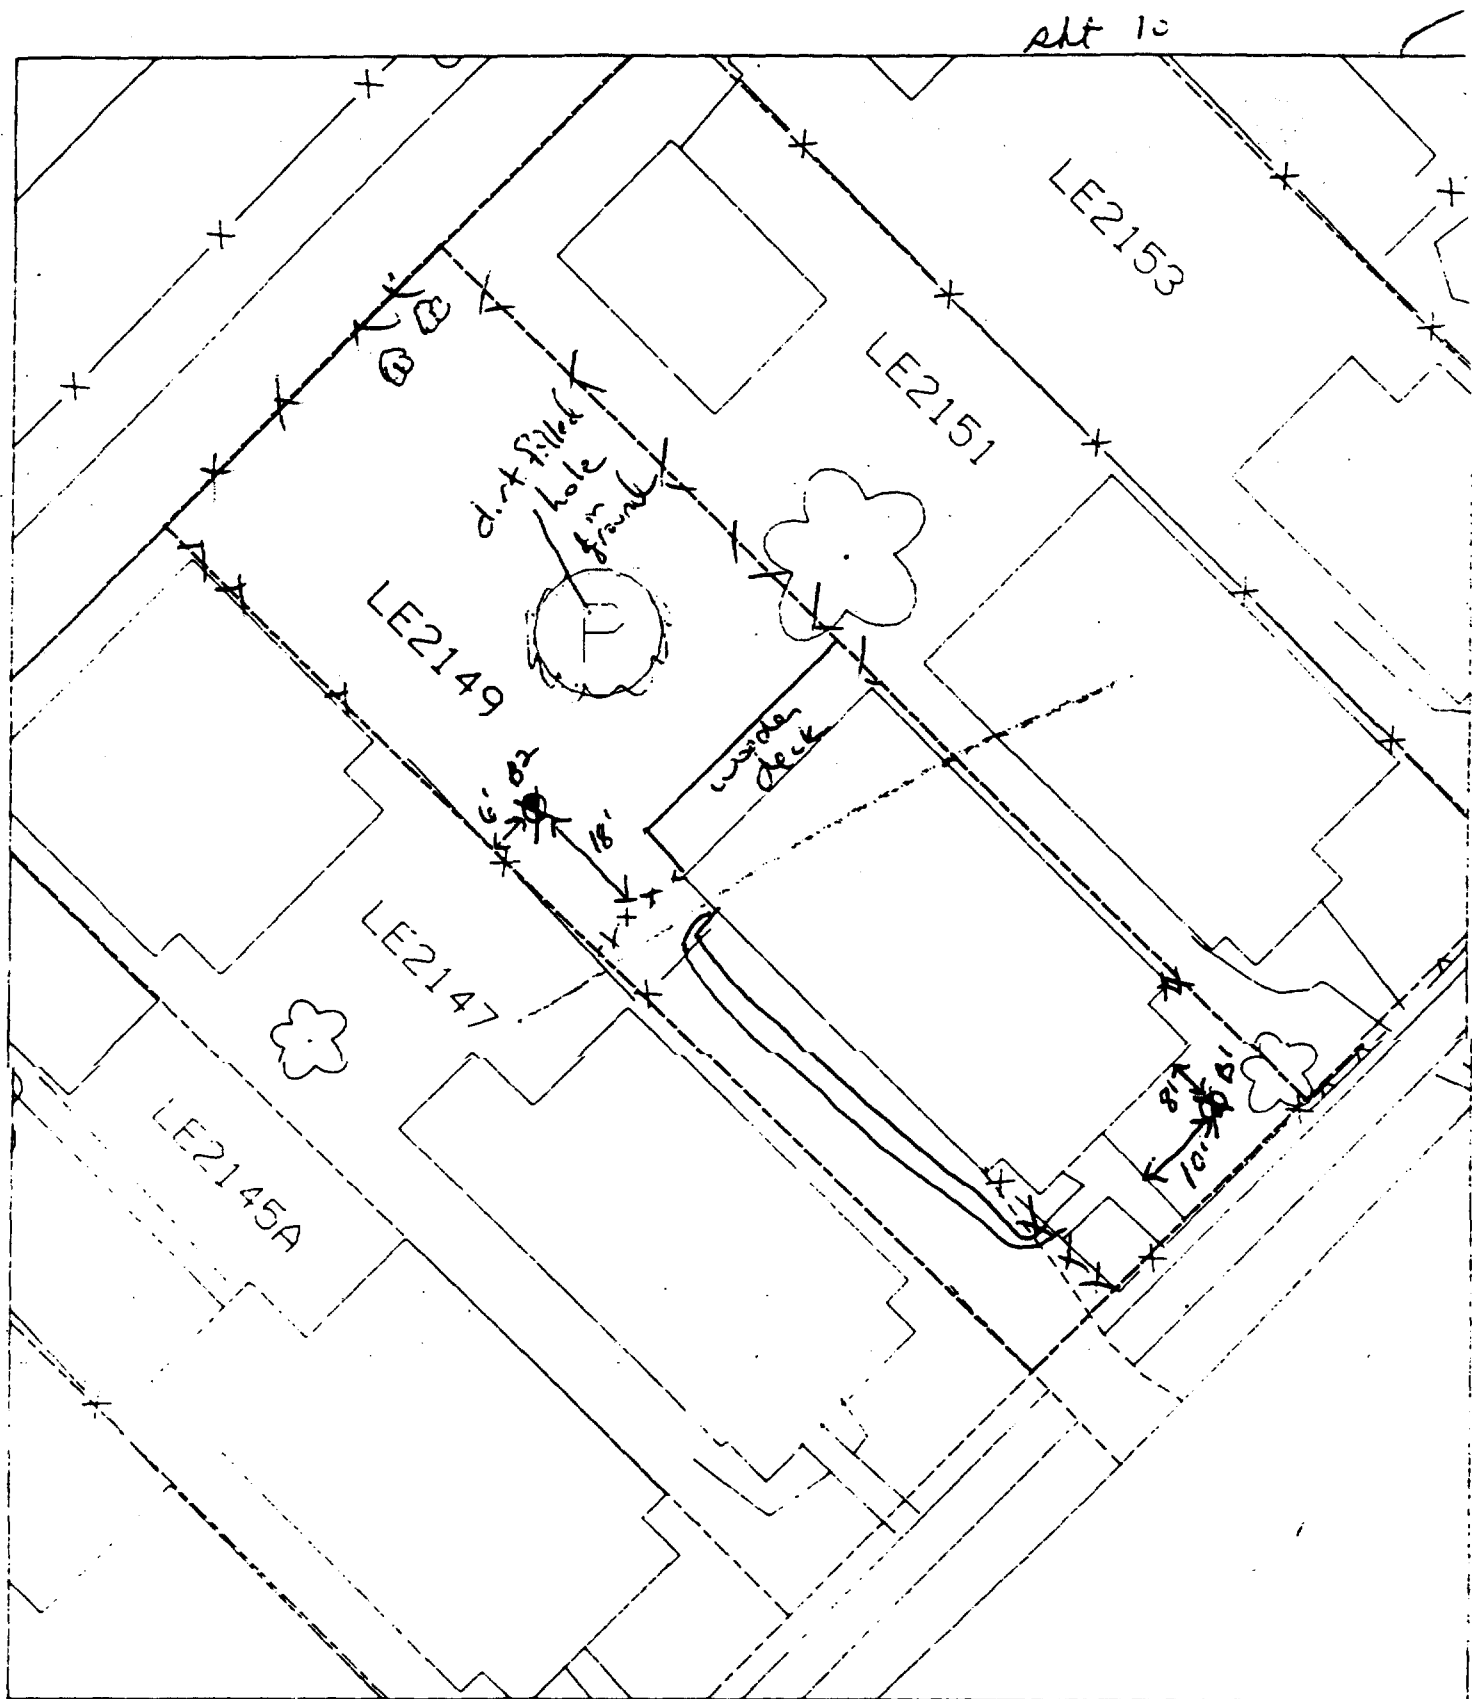 sht 10
LE2153
LE2151
dirt filled
hole
in
ground
P
LE2149
wooden
deck
B2
6'
18'
LE2147
B1
8'
10'
LE2145A